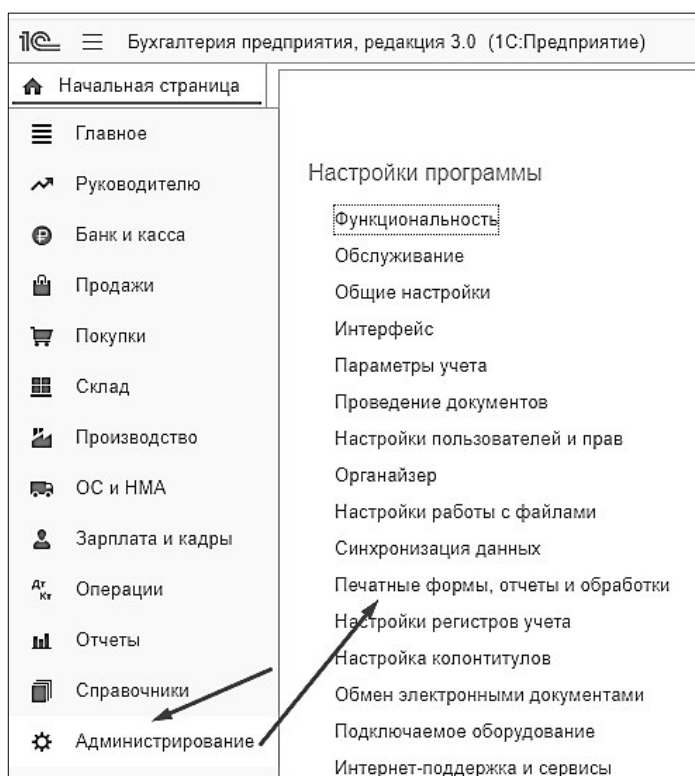 1С Бухгалтерия предприятия, редакция 3.0 (1С:Предприятие)
Начальная страница
Главное
Руководителю
Банк и касса
Продажи
Покупки
Склад
Производство
ОС и НМА
Зарплата и кадры
Дт Кт Операции
Отчеты
Справочники
Администрирование
Настройки программы
Функциональность
Обслуживание
Общие настройки
Интерфейс
Параметры учета
Проведение документов
Настройки пользователей и прав
Органайзер
Настройки работы с файлами
Синхронизация данных
Печатные формы, отчеты и обработки
Настройки регистров учета
Настройка колонтитулов
Обмен электронными документами
Подключаемое оборудование
Интернет-поддержка и сервисы